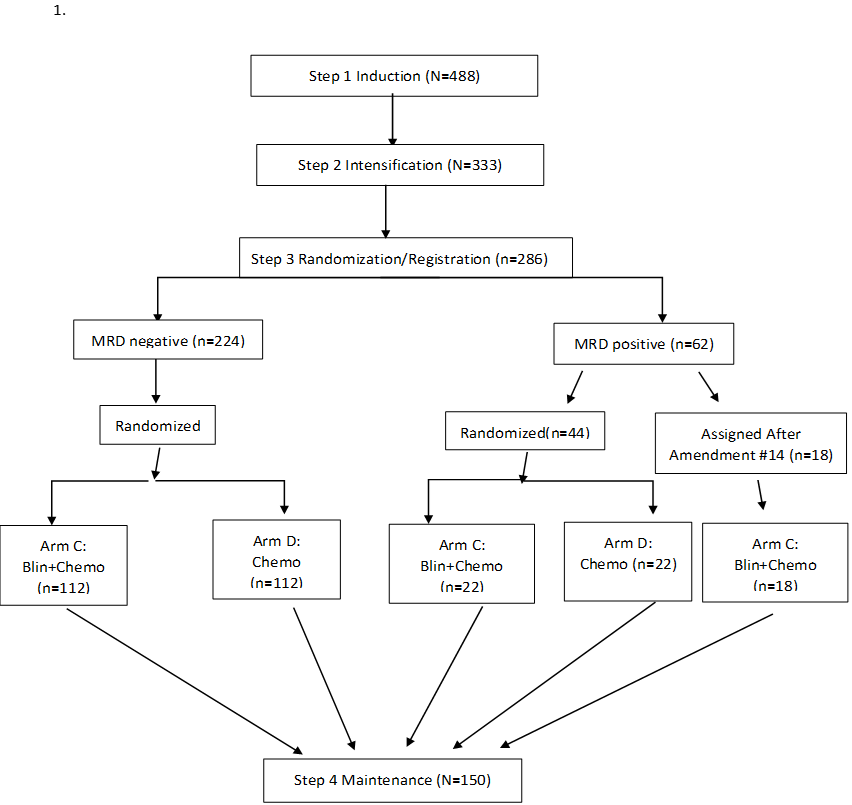 1.
Step 1 Induction (N=488)
Step 2 Intensification (N=333)
Step 3 Randomization/Registration (n=286)
MRD negative (n=224)
MRD positive (n=62)
Randomized
Randomized(n=44)
Assigned After
Amendment #14 (n=18)
Arm C:
Blin+Chemo
(n=112)
Arm D:
Chemo
(n=112)
Arm C:
Blin+Chemo
(n=22)
Arm D:
Chemo (n=22)
Arm C:
Blin+Chemo
(n=18)
Step 4 Maintenance (N=150)